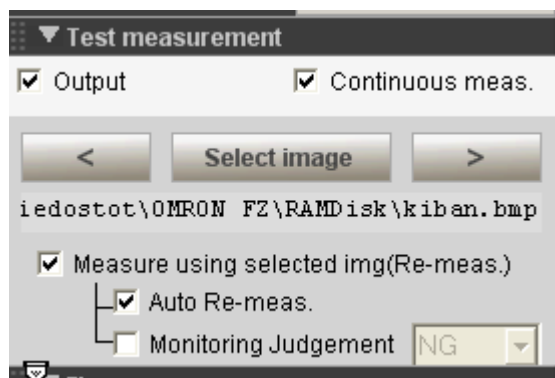 Test measurement
Output Continuous meas.
< Select image >
iedostot\OMRON FZ\RAMDisk\kiban.bmp
Measure using selected img(Re-meas.)
Auto Re-meas.
Monitoring Judgement NG